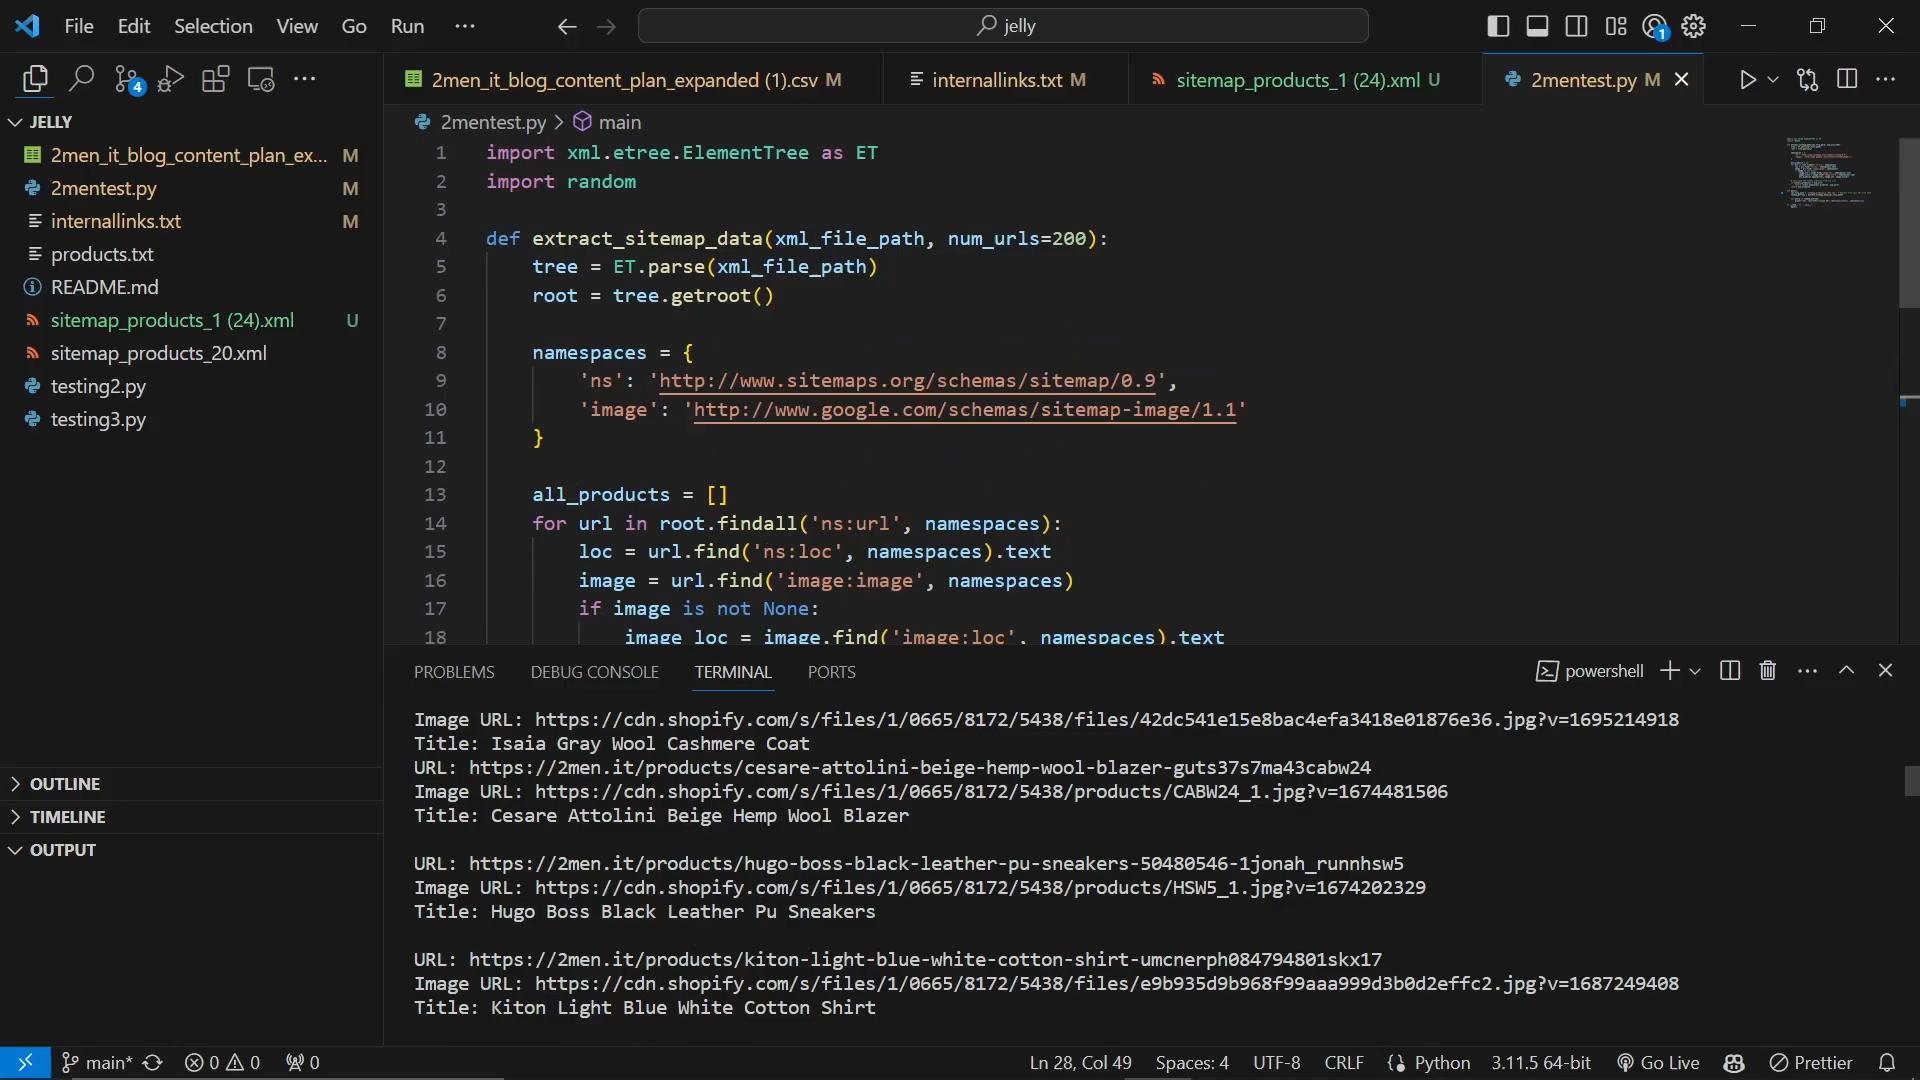 File Edit Selection View Go Run ··· jelly
1
4
2men_it_blog_content_plan_expanded (1).csv M
internallinks.txt M
sitemap_products_1 (24).xml U
2mentest.py M
JELLY
2men_it_blog_content_plan_ex... M
2mentest.py M
internallinks.txt M
products.txt
README.md
sitemap_products_1 (24).xml U
sitemap_products_20.xml
testing2.py
testing3.py
OUTLINE
TIMELINE
OUTPUT
2mentest.py > main
1 import xml.etree.ElementTree as ET
2 import random
3
4 def extract_sitemap_data(xml_file_path, num_urls=200):
5 tree = ET.parse(xml_file_path)
6 root = tree.getroot()
7
8 namespaces = {
9 'ns': 'http://www.sitemaps.org/schemas/sitemap/0.9',
10 'image': 'http://www.google.com/schemas/sitemap-image/1.1'
11 }
12
13 all_products = []
14 for url in root.findall('ns:url', namespaces):
15 loc = url.find('ns:loc', namespaces).text
16 image = url.find('image:image', namespaces)
17 if image is not None:
18 image_loc = image.find('image:loc', namespaces).text
PROBLEMS DEBUG CONSOLE TERMINAL PORTS powershell
Image URL: https://cdn.shopify.com/s/files/1/0665/8172/5438/files/42dc541e15e8bac4efa3418e01876e36.jpg?v=1695214918
Title: Isaia Gray Wool Cashmere Coat
URL: https://2men.it/products/cesare-attolini-beige-hemp-wool-blazer-guts37s7ma43cabw24
Image URL: https://cdn.shopify.com/s/files/1/0665/8172/5438/products/CABW24_1.jpg?v=1674481506
Title: Cesare Attolini Beige Hemp Wool Blazer
URL: https://2men.it/products/hugo-boss-black-leather-pu-sneakers-50480546-1jonah_runnhsw5
Image URL: https://cdn.shopify.com/s/files/1/0665/8172/5438/products/HSW5_1.jpg?v=1674202329
Title: Hugo Boss Black Leather Pu Sneakers
URL: https://2men.it/products/kiton-light-blue-white-cotton-shirt-umcnerph084794801skx17
Image URL: https://cdn.shopify.com/s/files/1/0665/8172/5438/files/e9b935d9b968f99aaa999d3b0d2effc2.jpg?v=1687249408
Title: Kiton Light Blue White Cotton Shirt
main* 0 0 0 Ln 28, Col 49 Spaces: 4 UTF-8 CRLF Python 3.11.5 64-bit Go Live Prettier